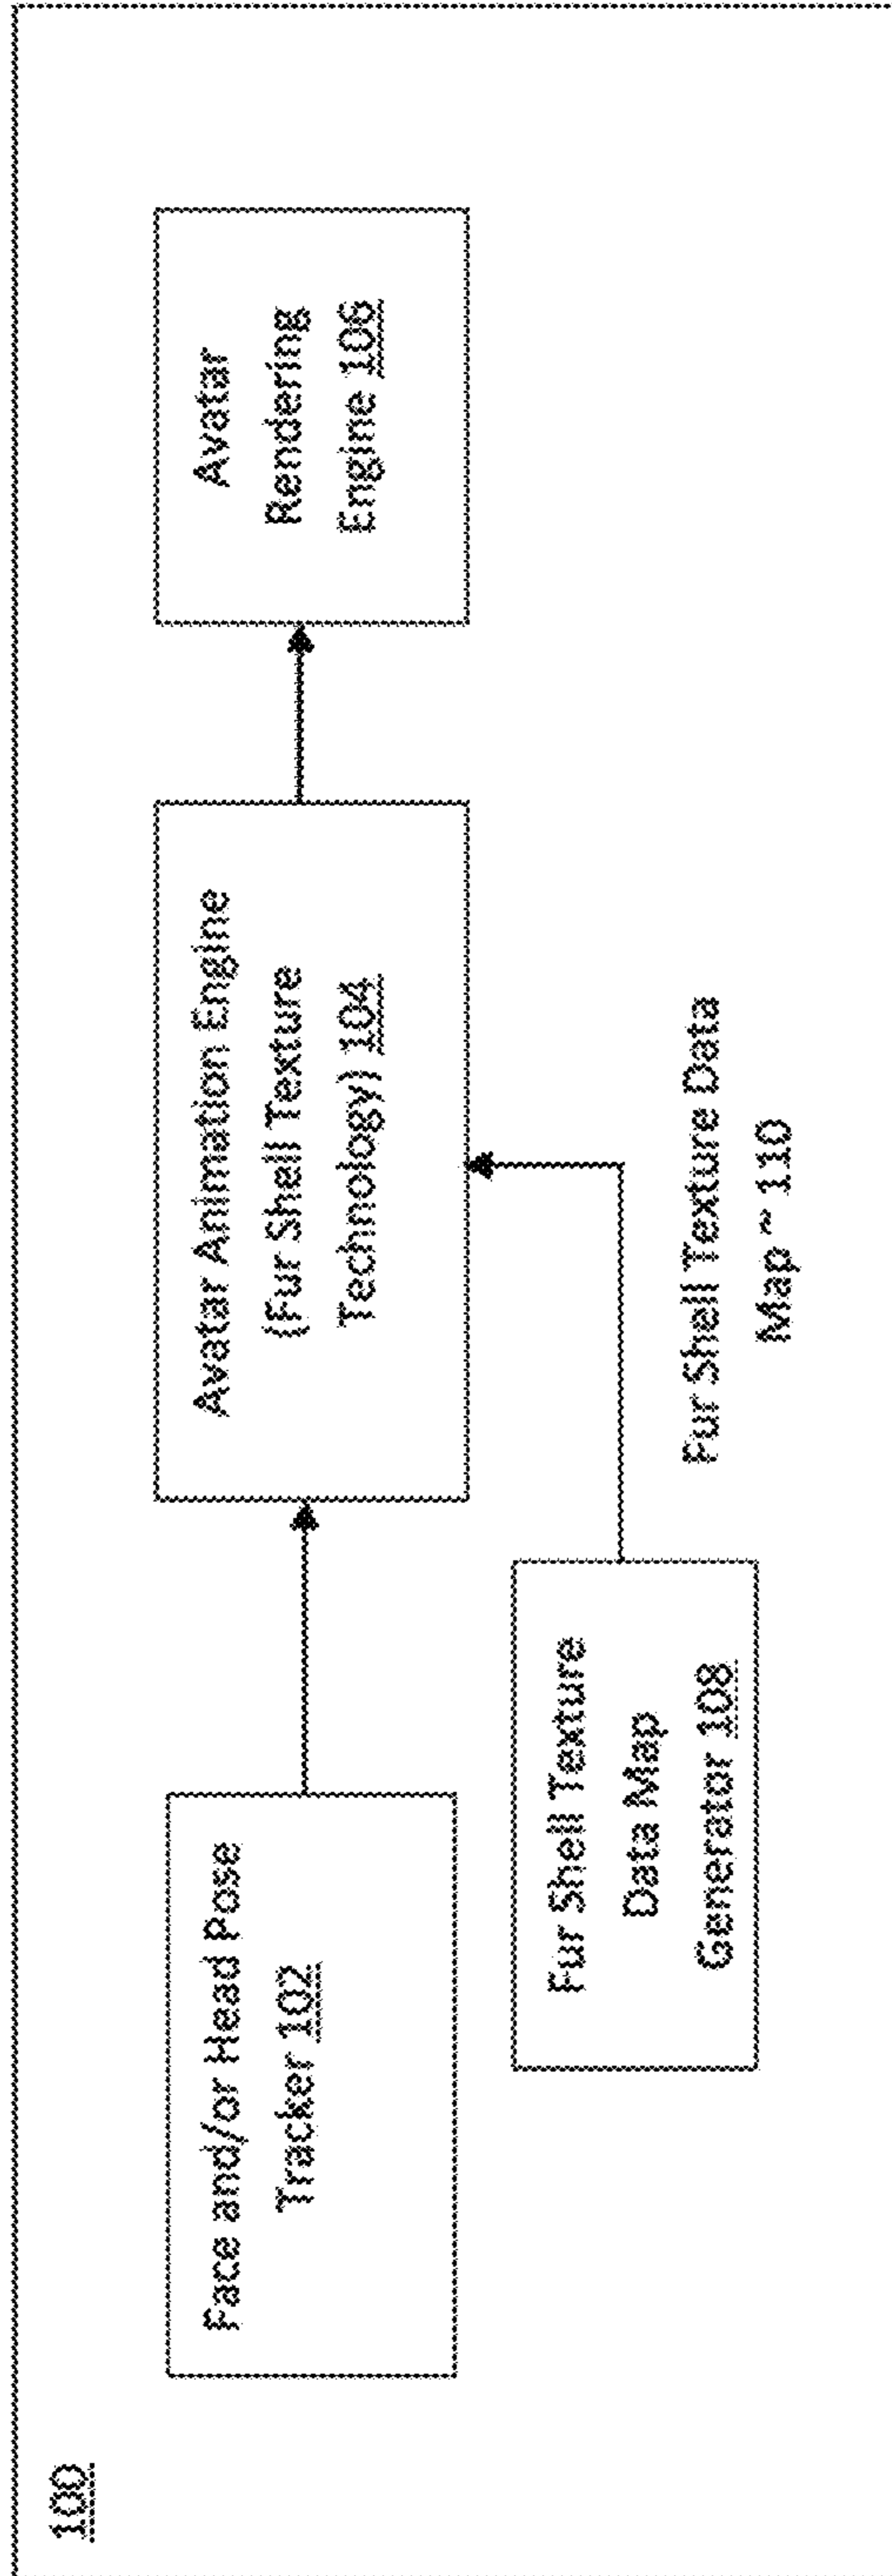 100
Face and/or Head Pose
Tracker 102
Avatar Animation Engine
(Fur Shell Texture
Technology) 104
Avatar
Rendering
Engine 106
Fur Shell Texture
Data Map
Generator 108
Fur Shell Texture Data
Map ~ 110